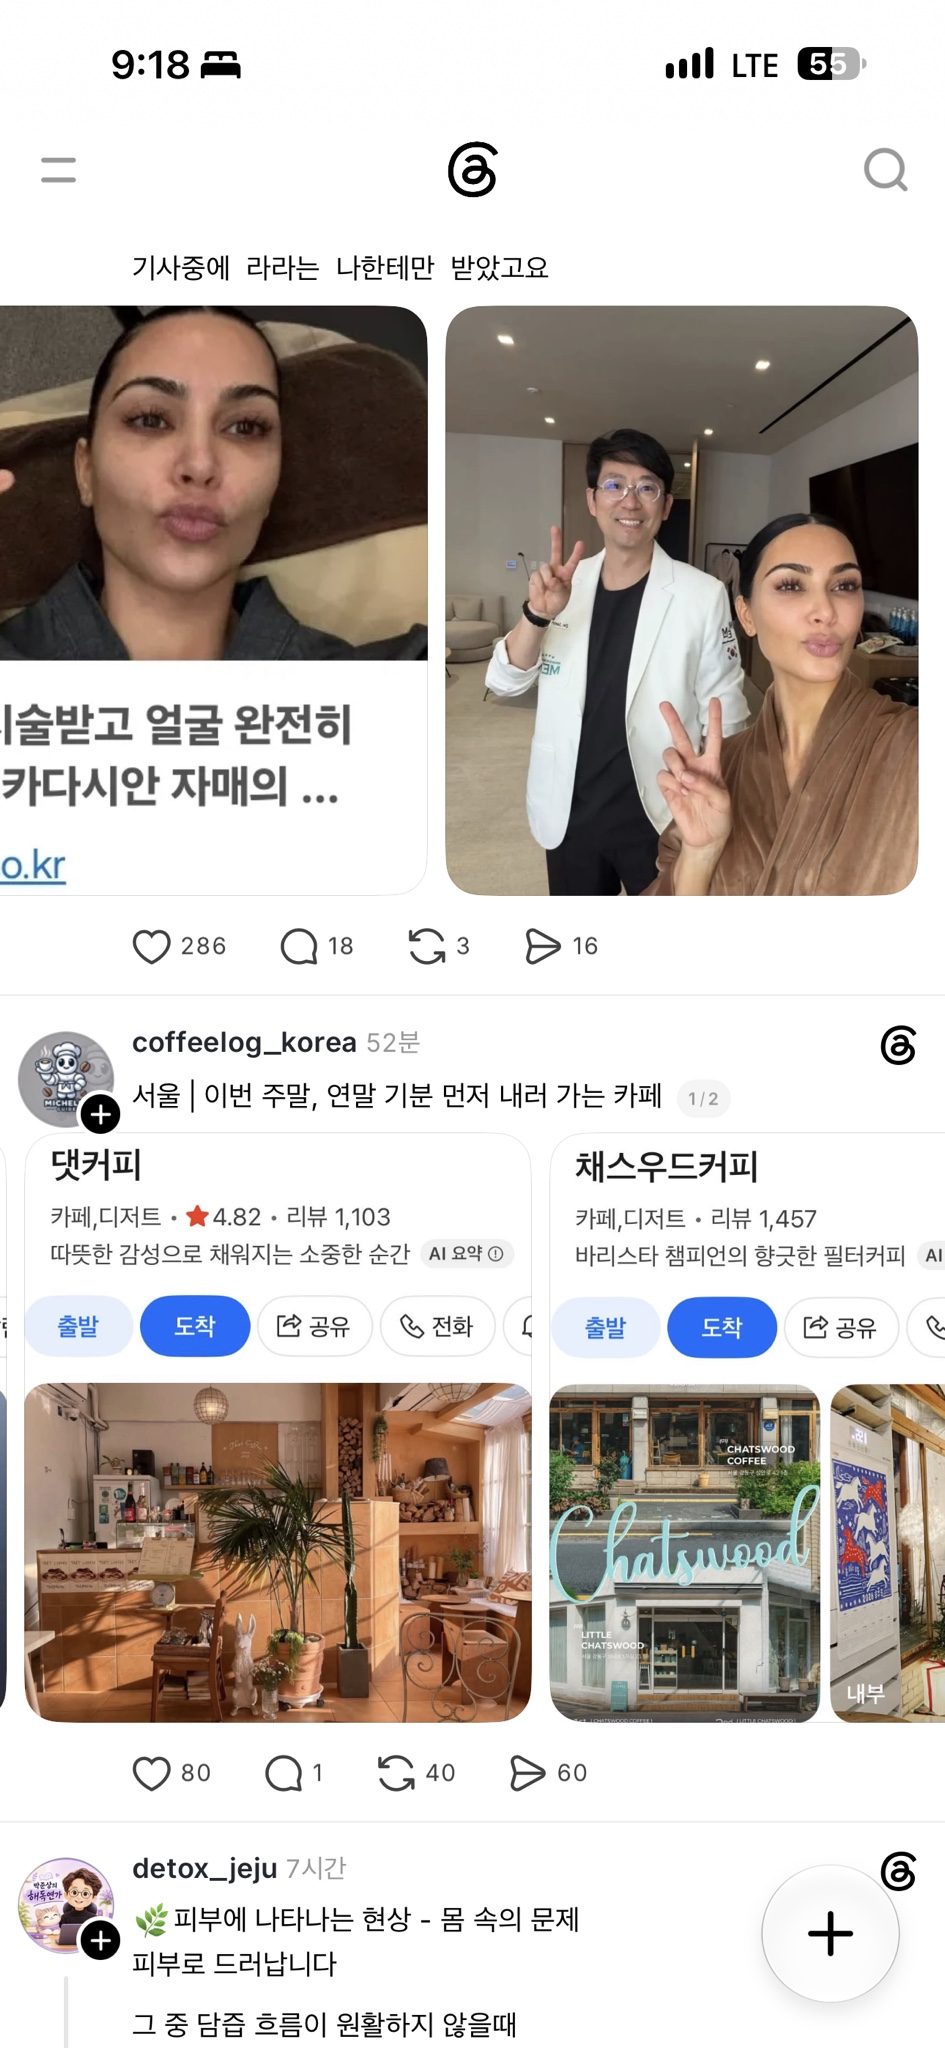 9:18
LTE
55
기사중에 라라는 나한테만 받았고요
시술받고 얼굴 완전히
카다시안 자매의 ...
o.kr
286 18 3 16
coffeelog_korea 52분
서울 | 이번 주말, 연말 기분 먼저 내러 가는 카페 1/2
댓커피
카페,디저트 · 4.82 · 리뷰 1,103
따뜻한 감성으로 채워지는 소중한 순간 AI 요약
출발 도착 공유 전화
채스우드커피
카페,디저트 · 리뷰 1,457
바리스타 챔피언의 향긋한 필터커피 AI
출발 도착 공유
CHATSWOOD
COFFEE
Chatswood
LITTLE
CHATSWOOD
내부
80 1 40 60
detox_jeju 7시간
박준상의
해독연가
🌿피부에 나타나는 현상 - 몸 속의 문제
피부로 드러납니다
그 중 담즙 흐름이 원활하지 않을때